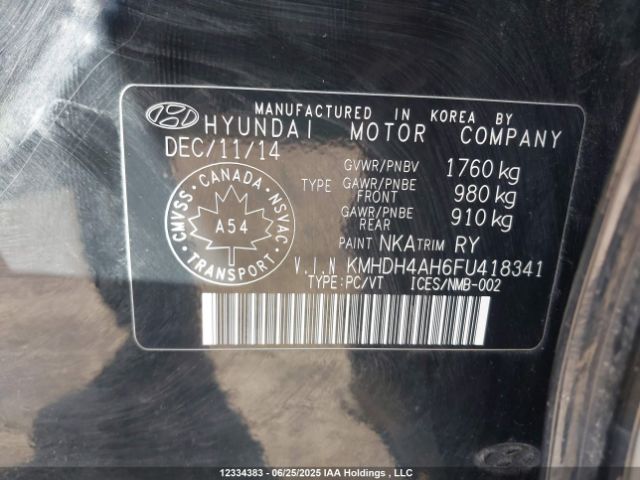 MANUFACTURED IN KOREA BY
HYUNDAI MOTOR COMPANY
DEC/11/14
GVWR/PNBV 1760 kg
TYPE GAWR/PNBE FRONT 980 kg
GAWR/PNBE REAR 910 kg
CMVSS · CANADA · NSVAC · TRANSPORT ·
A54
PAINT NKA TRIM RY
V.I.N KMHDH4AH6FU418341
TYPE:PC/VT ICES/NMB-002
12334383 - 06/25/2025 IAA Holdings, LLC